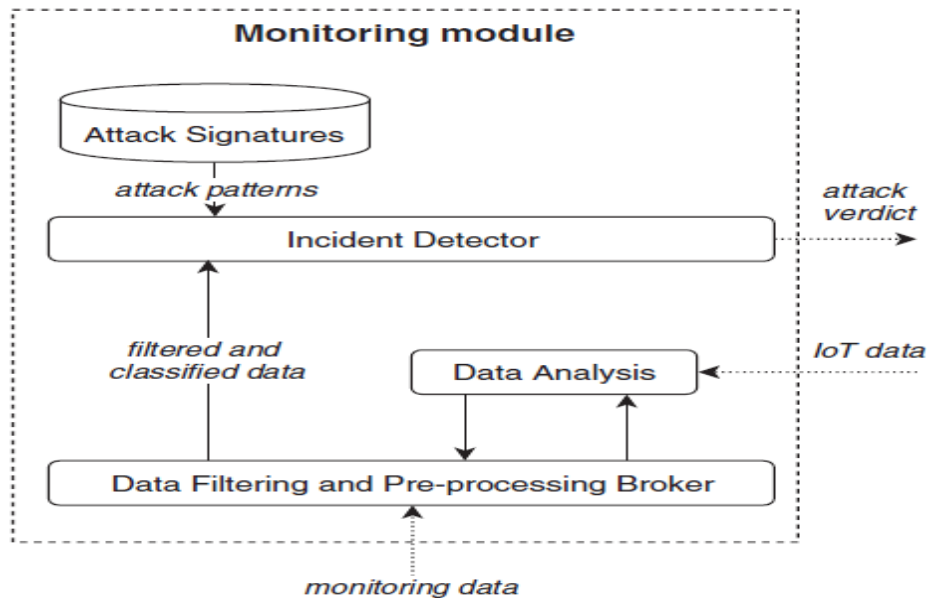 Monitoring module
Attack Signatures
attack patterns
attack
verdict
Incident Detector
filtered and
classified data
IoT data
Data Analysis
Data Filtering and Pre-processing Broker
monitoring data